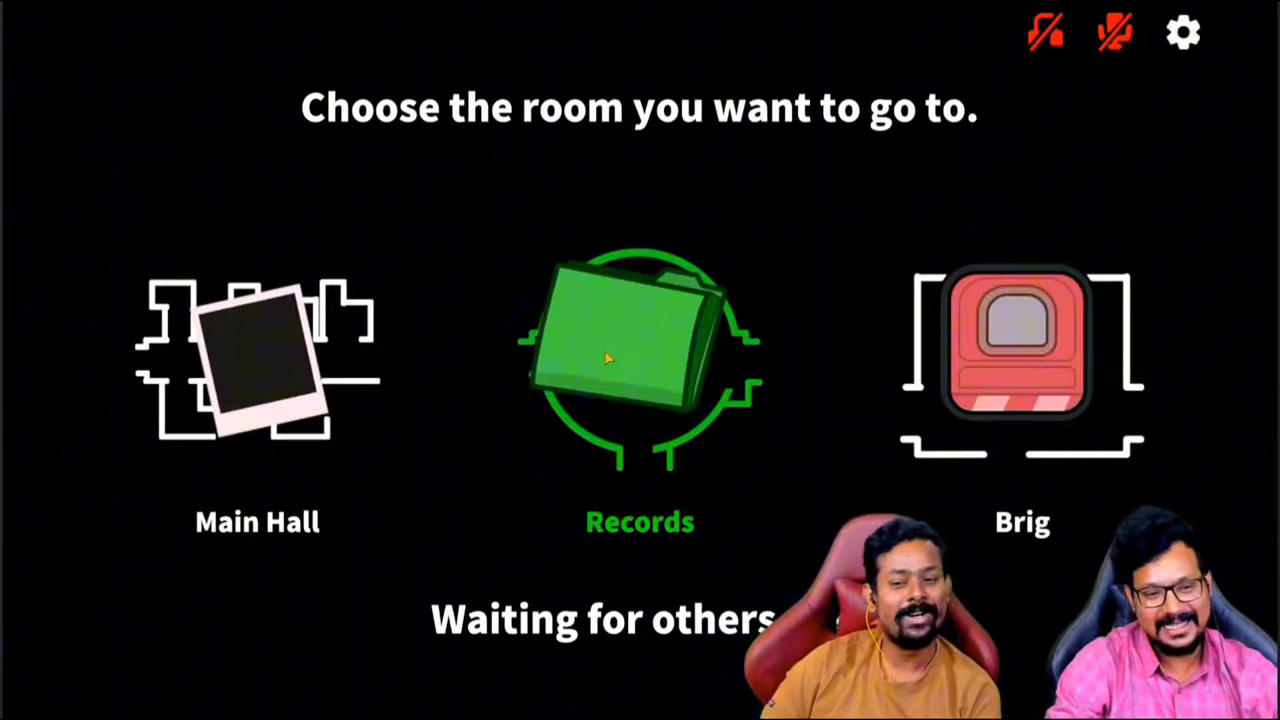 Choose the room you want to go to.
Main Hall
Records
Brig
Waiting for others